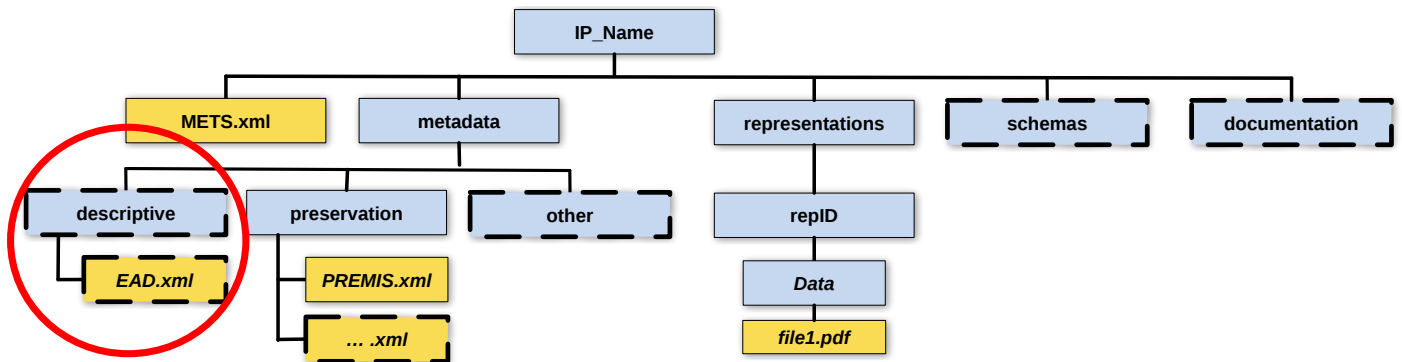 IP_Name
METS.xml
metadata
representations
schemas
documentation
descriptive
preservation
other
repID
EAD.xml
PREMIS.xml
Data
... .xml
file1.pdf